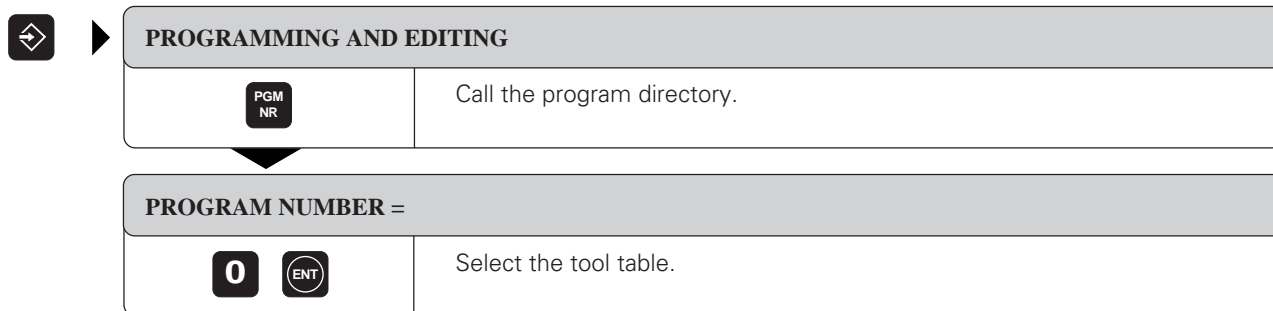 PROGRAMMING AND EDITING
PGM
NR
Call the program directory.
PROGRAM NUMBER =
0 ENT
Select the tool table.